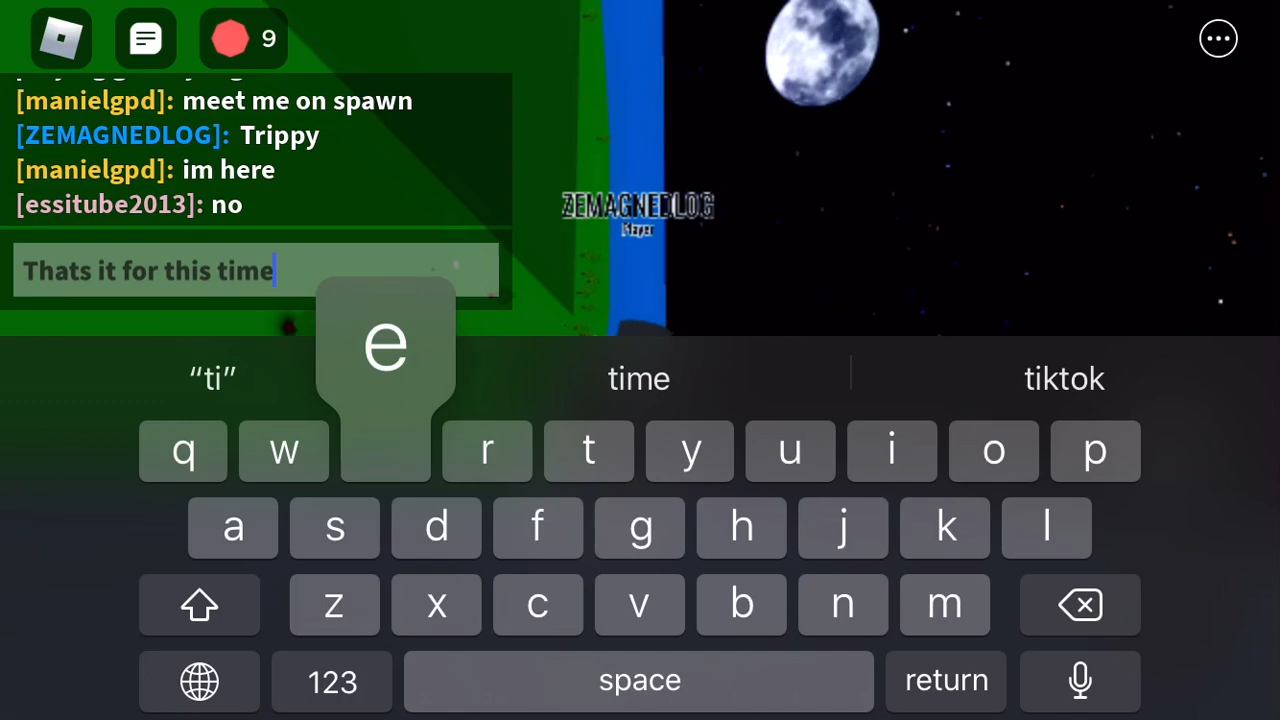 9
[manielgpd]: meet me on spawn
[ZEMAGNEDLOG]: Trippy
[manielgpd]: im here
[essitube2013]: no
ZEMAGNEDLOG
Player
Thats it for this time
e
“ti” time tiktok
q w r t y u i o p
a s d f g h j k l
z x c v b n m
123 space return